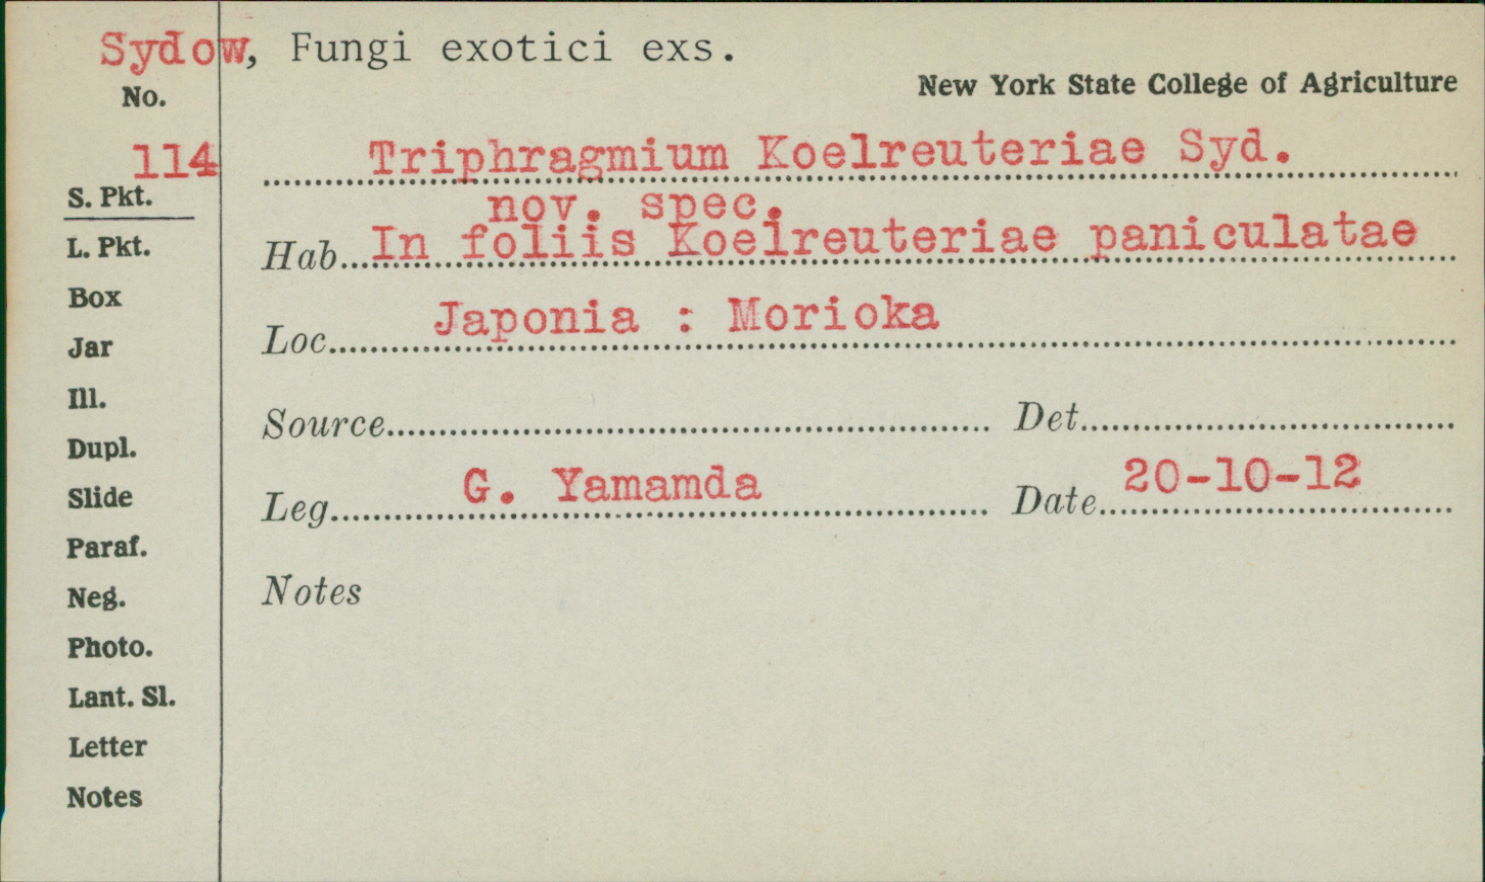 Sydow, Fungi exotici exs.
No.
New York State College of Agriculture
114
Triphragmium Koelreuteriae Syd.
nov. spec.
S. Pkt.
Hab. In foliis Koelreuteriae paniculatae
L. Pkt.
Box
Loc. Japonia : Morioka
Jar
Ill.
Source Det.
Dupl.
Slide
Leg. G. Yamamda Date 20-10-12
Paraf.
Neg.
Notes
Photo.
Lant. Sl.
Letter
Notes